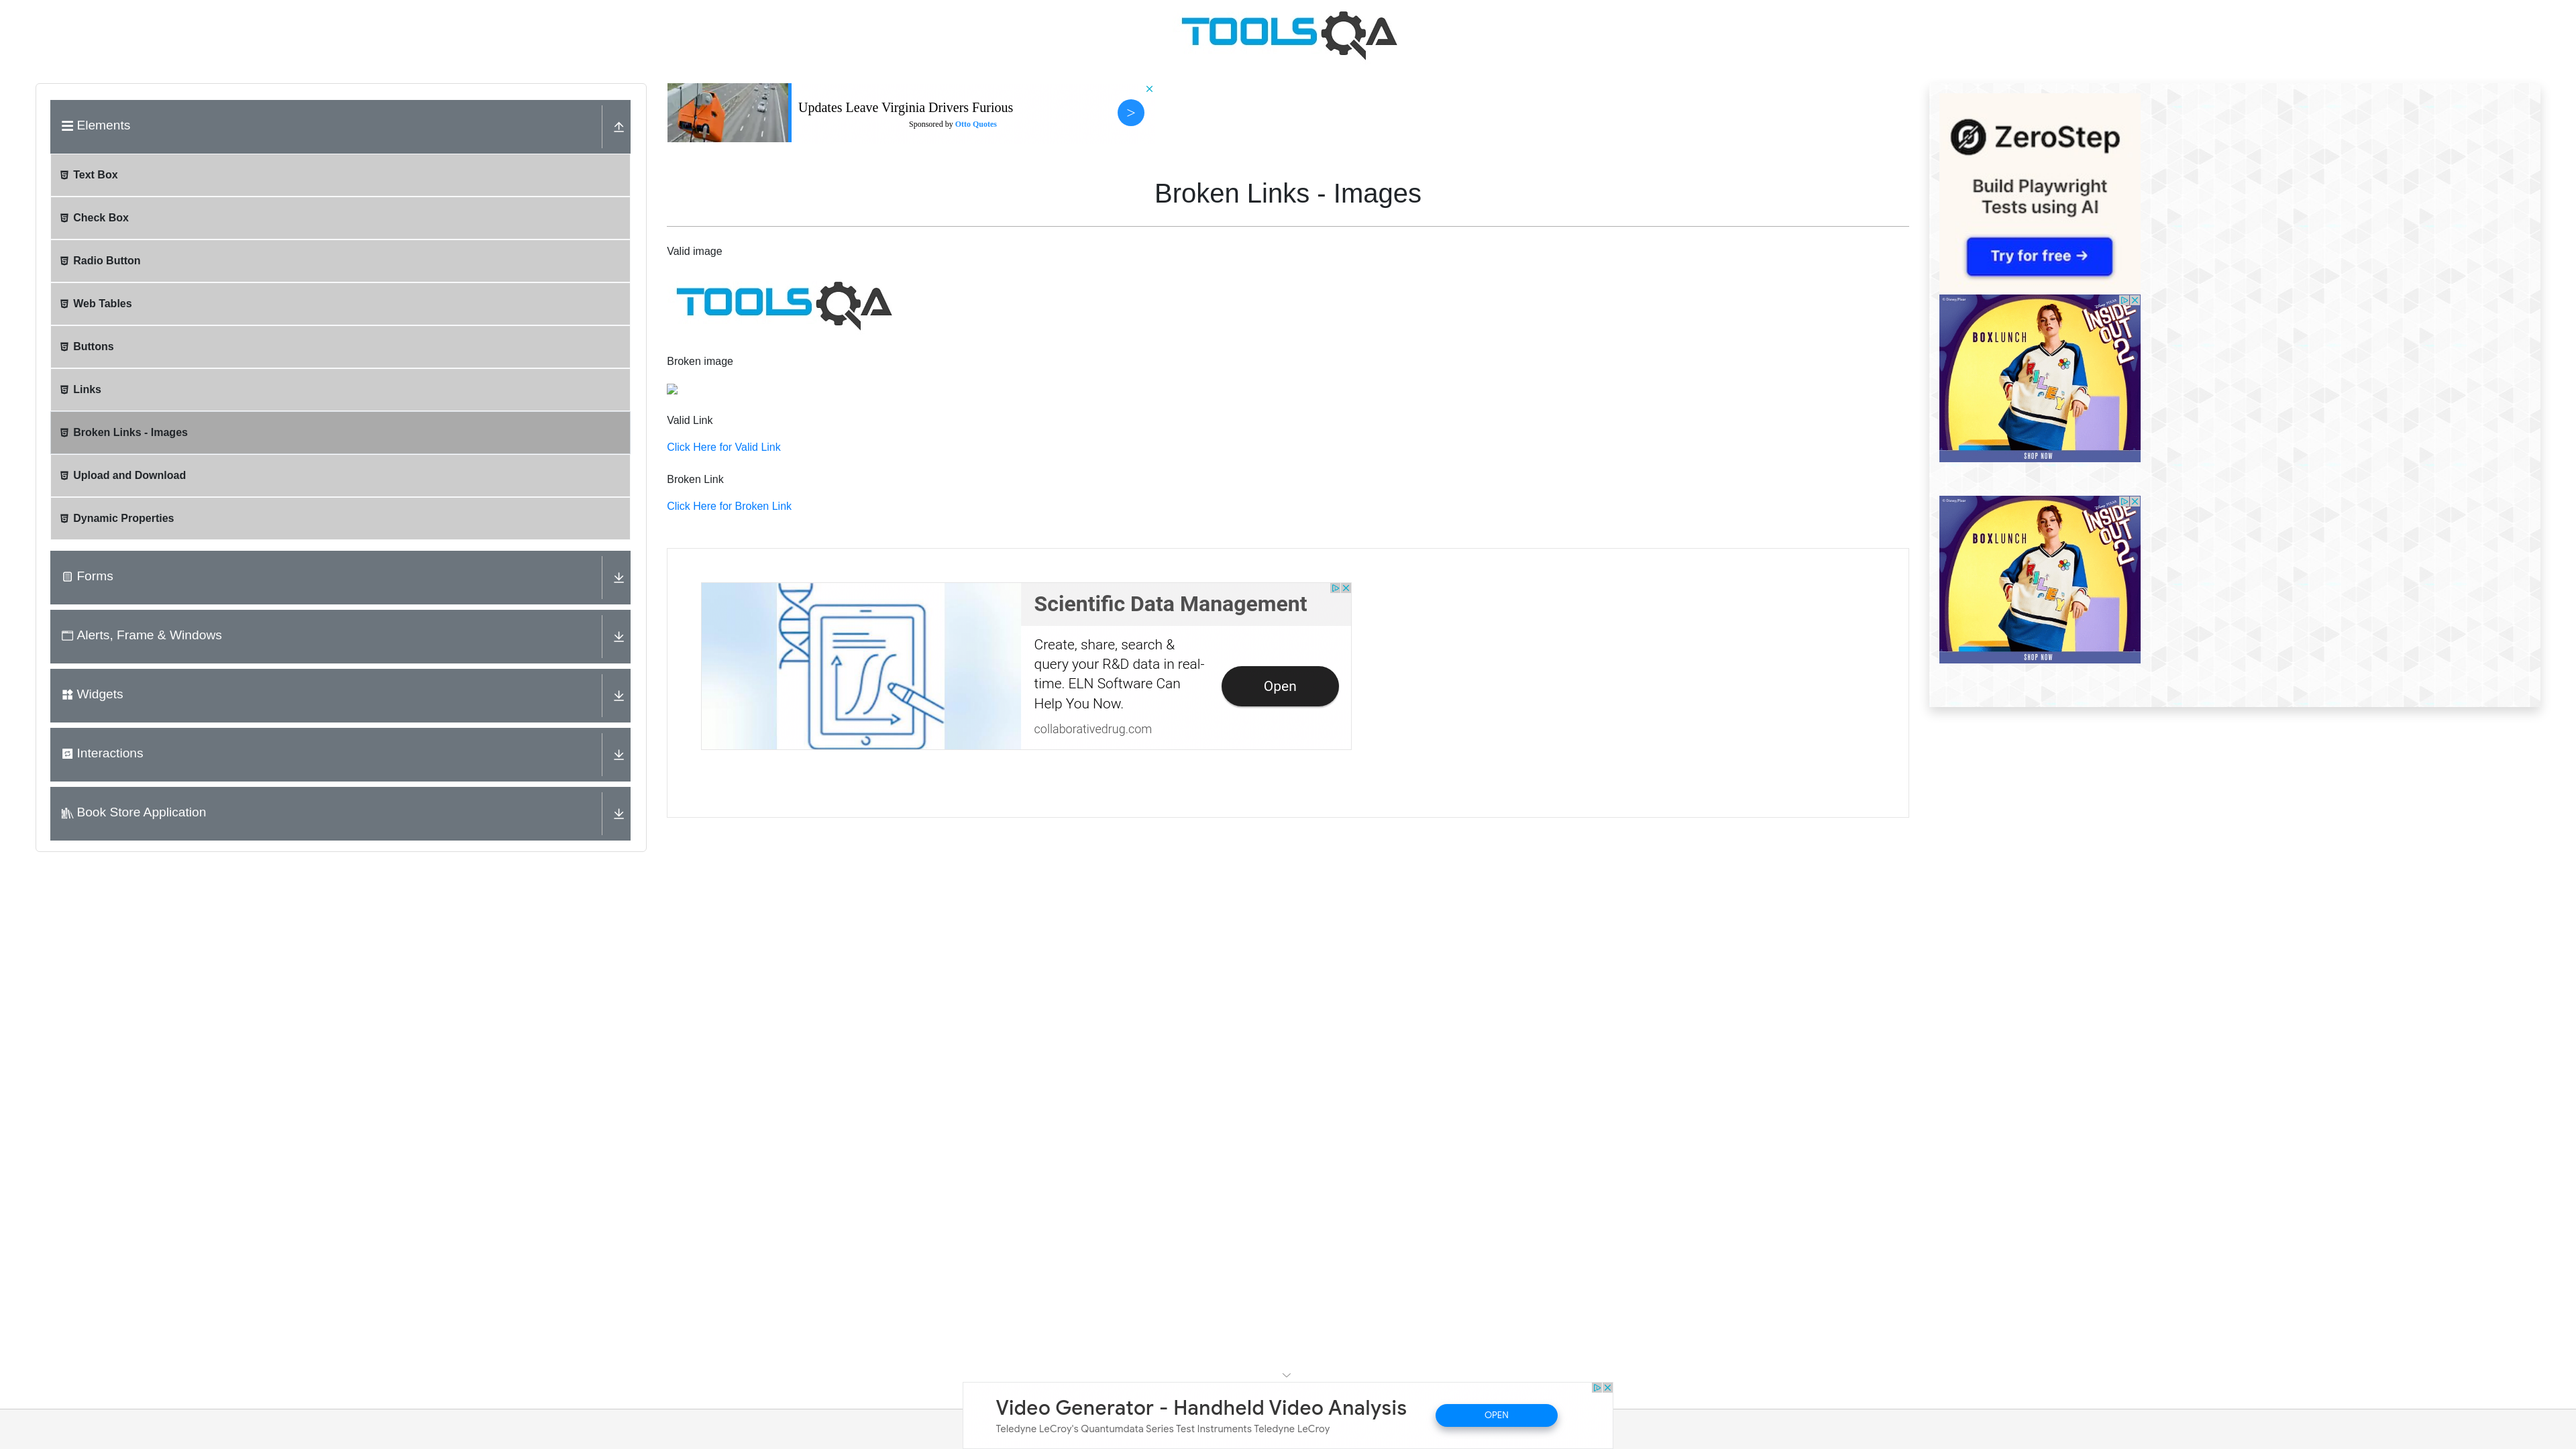 TOOLSQA
Elements
Text Box
Check Box
Radio Button
Web Tables
Buttons
Links
Broken Links - Images
Upload and Download
Dynamic Properties
Forms
Alerts, Frame & Windows
Widgets
Interactions
Book Store Application
Updates Leave Virginia Drivers Furious
Sponsored by Otto Quotes
>
Broken Links - Images
Valid image
TOOLSQA
Broken image
Valid Link
Click Here for Valid Link
Broken Link
Click Here for Broken Link
Scientific Data Management
Create, share, search &
query your R&D data in real-
time. ELN Software Can
Help You Now.
collaborativedrug.com
Open
ZeroStep
Build Playwright
Tests using AI
Try for free →
© Disney/Pixar
BOXLUNCH
INSIDE
OUT 2
RILEY
SHOP NOW
© Disney/Pixar
BOXLUNCH
INSIDE
OUT 2
RILEY
SHOP NOW
Video Generator - Handheld Video Analysis
Teledyne LeCroy's Quantumdata Series Test Instruments Teledyne LeCroy
OPEN